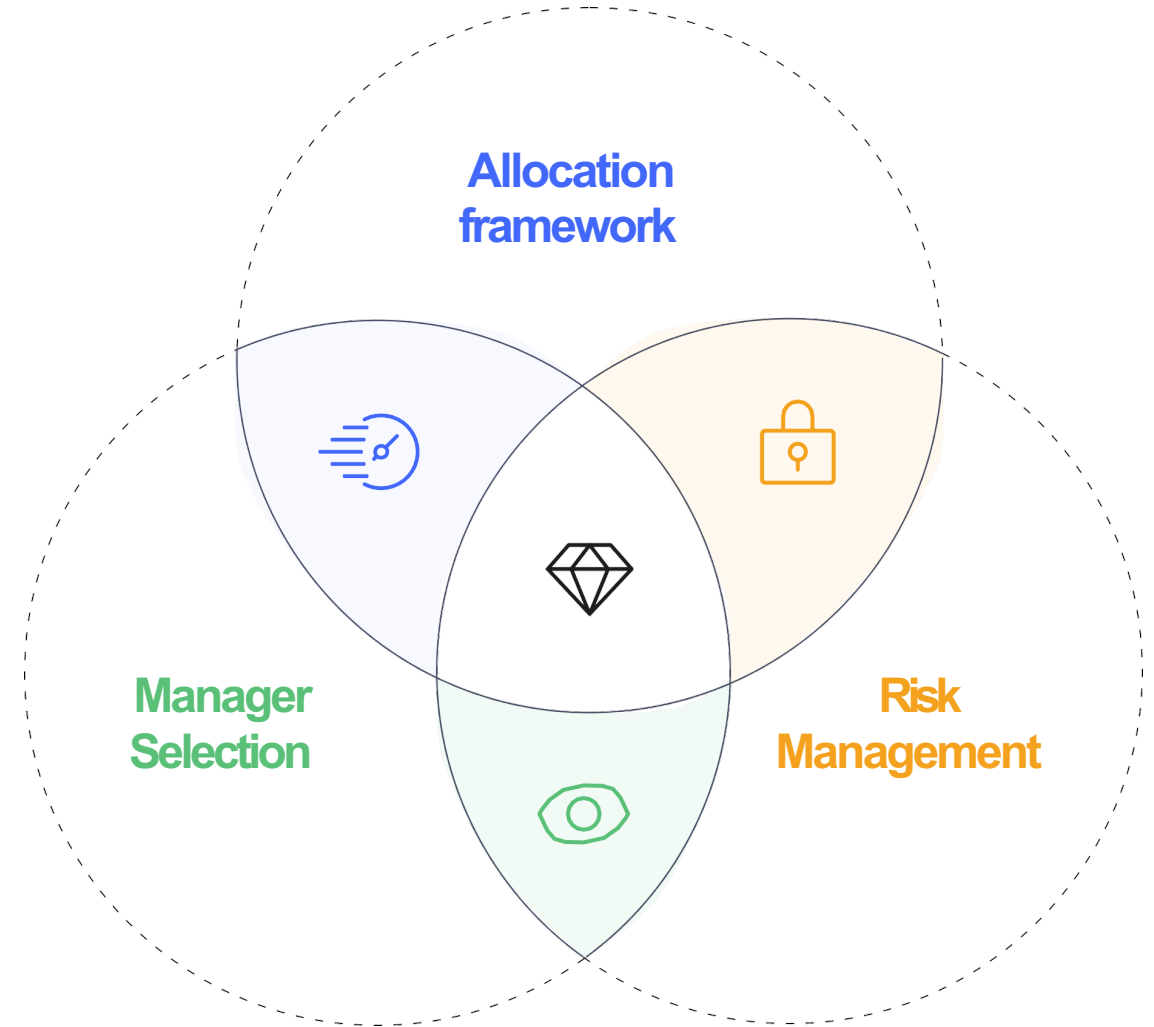 Allocation
framework
Manager
Selection
Risk
Management